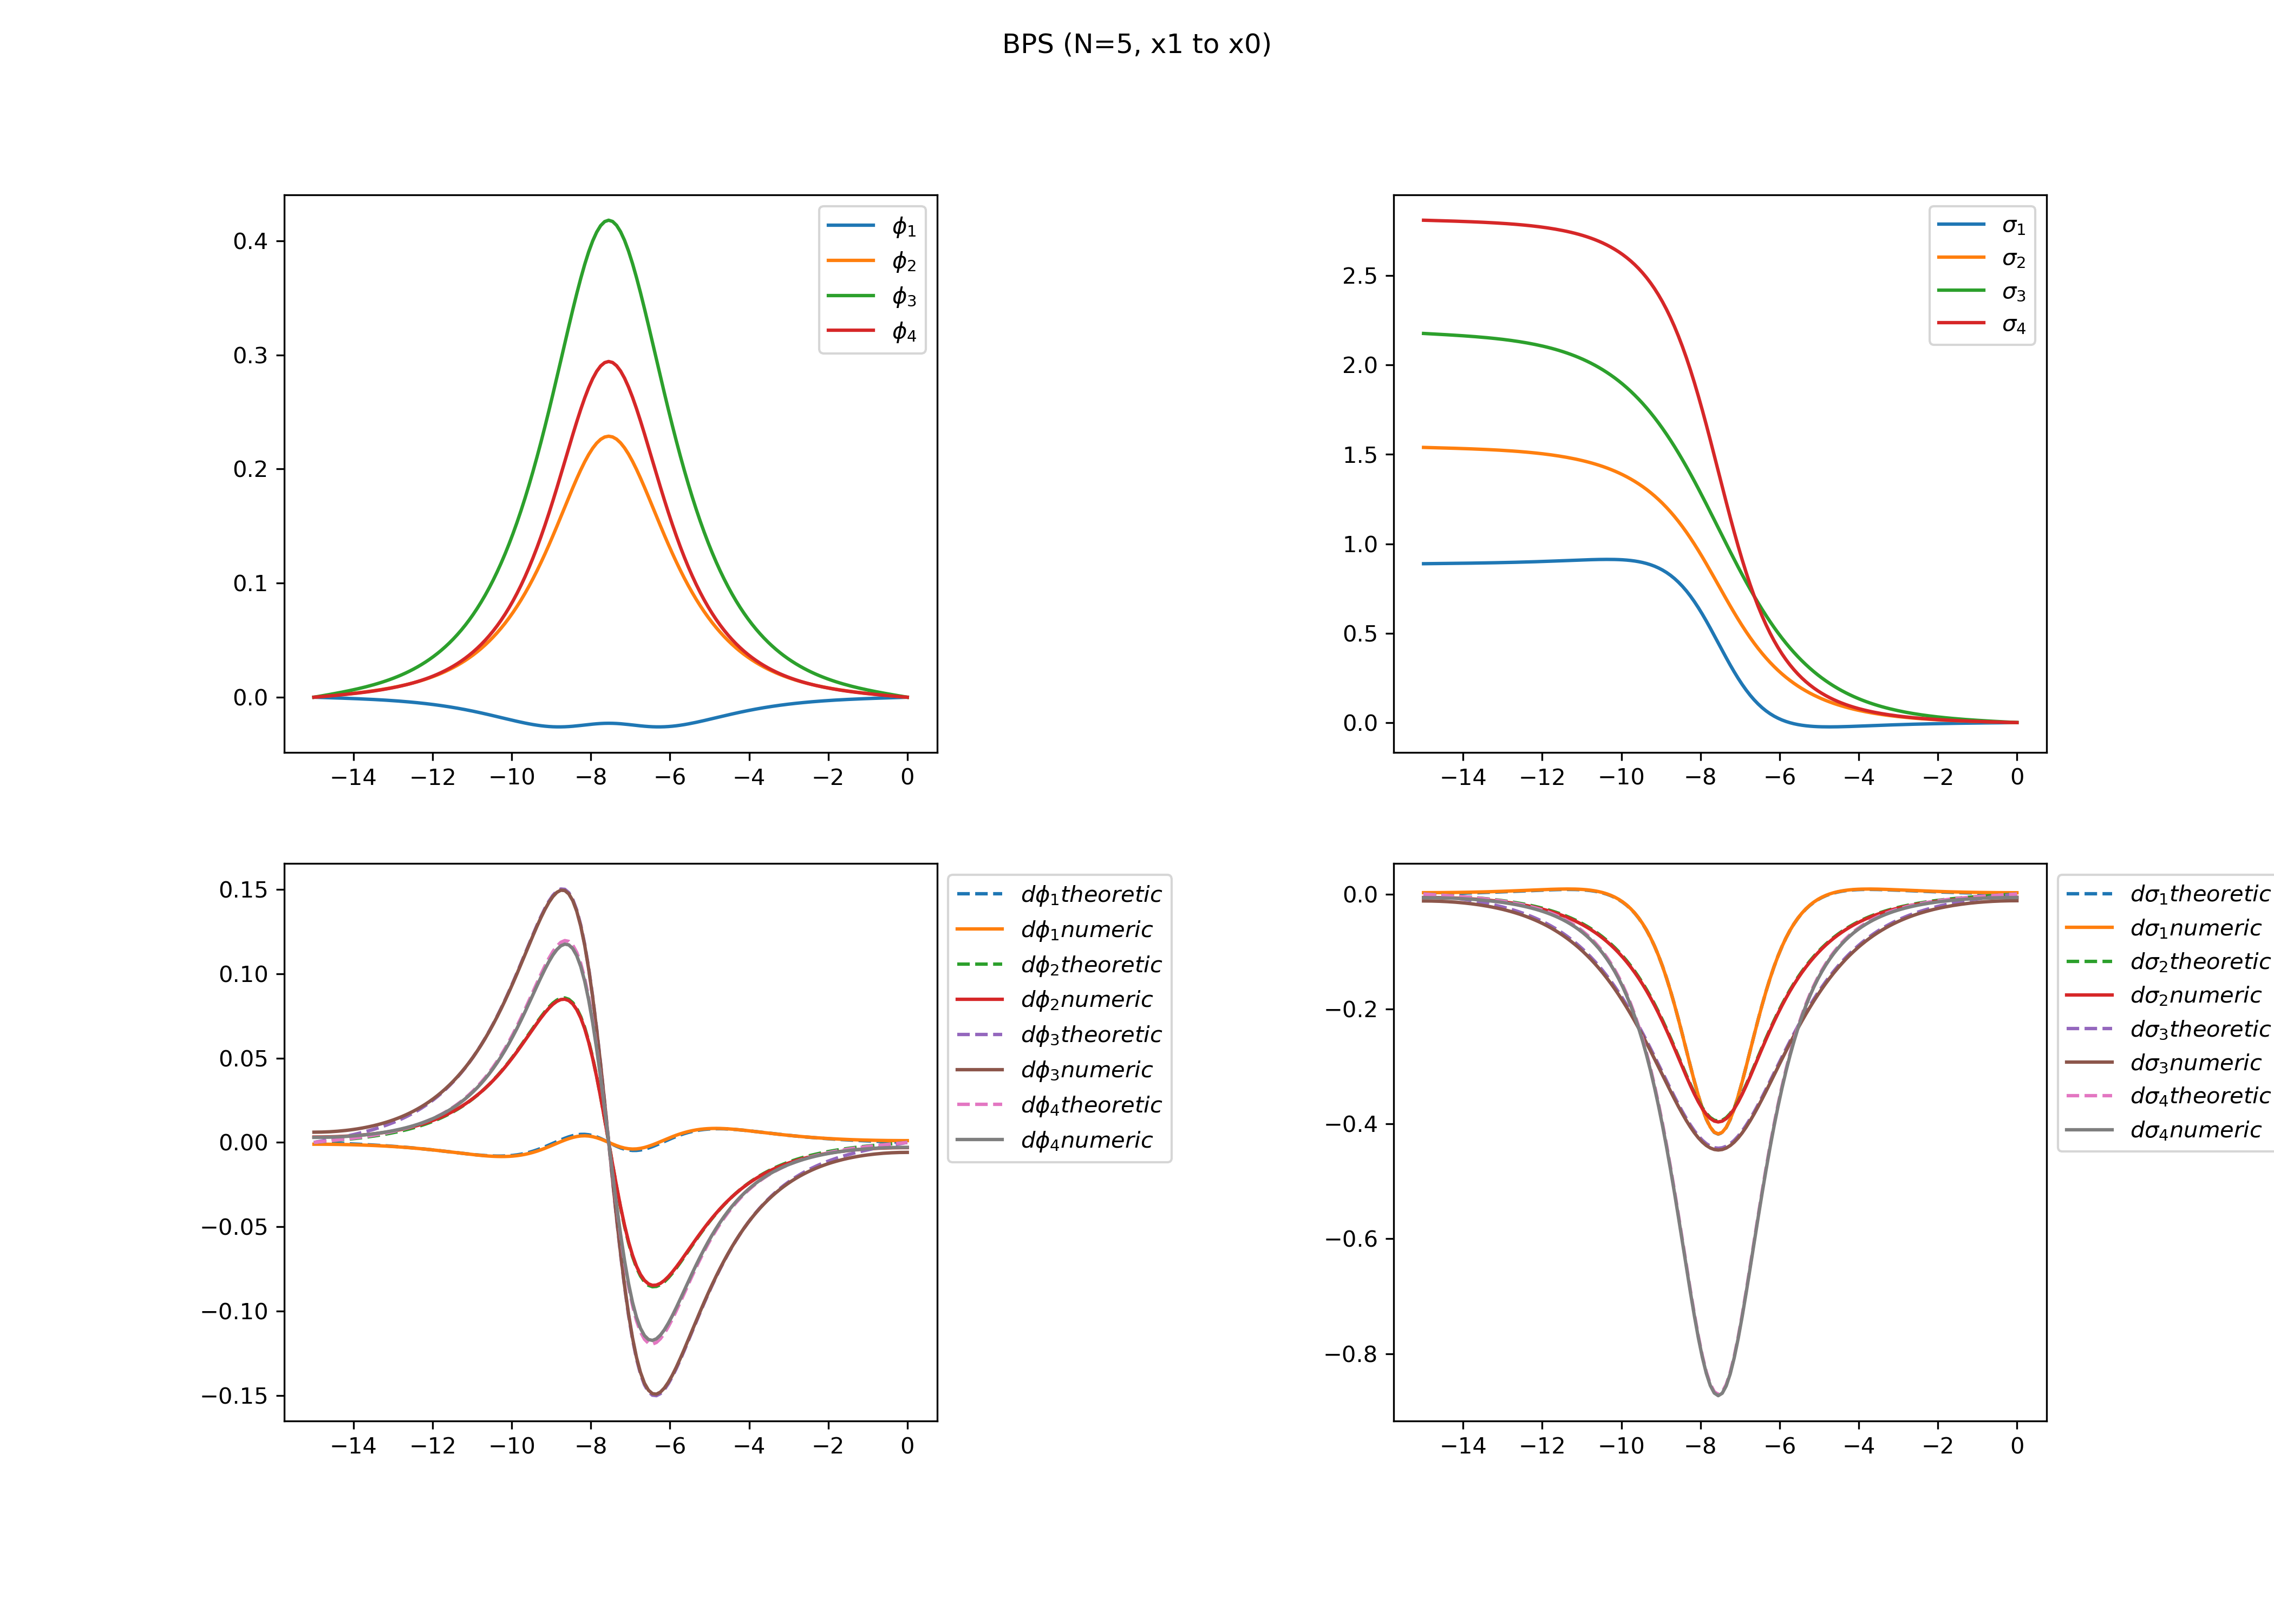 BPS (N=5, x1 to x0)
0.4
0.3
0.2
0.1
0.0
−14 −12 −10 −8 −6 −4 −2 0
ϕ₁
ϕ₂
ϕ₃
ϕ₄
2.5
2.0
1.5
1.0
0.5
0.0
−14 −12 −10 −8 −6 −4 −2 0
σ₁
σ₂
σ₃
σ₄
0.15
0.10
0.05
0.00
−0.05
−0.10
−0.15
−14 −12 −10 −8 −6 −4 −2 0
dϕ₁theoretic
dϕ₁numeric
dϕ₂theoretic
dϕ₂numeric
dϕ₃theoretic
dϕ₃numeric
dϕ₄theoretic
dϕ₄numeric
0.0
−0.2
−0.4
−0.6
−0.8
−14 −12 −10 −8 −6 −4 −2 0
dσ₁theoretic
dσ₁numeric
dσ₂theoretic
dσ₂numeric
dσ₃theoretic
dσ₃numeric
dσ₄theoretic
dσ₄numeric